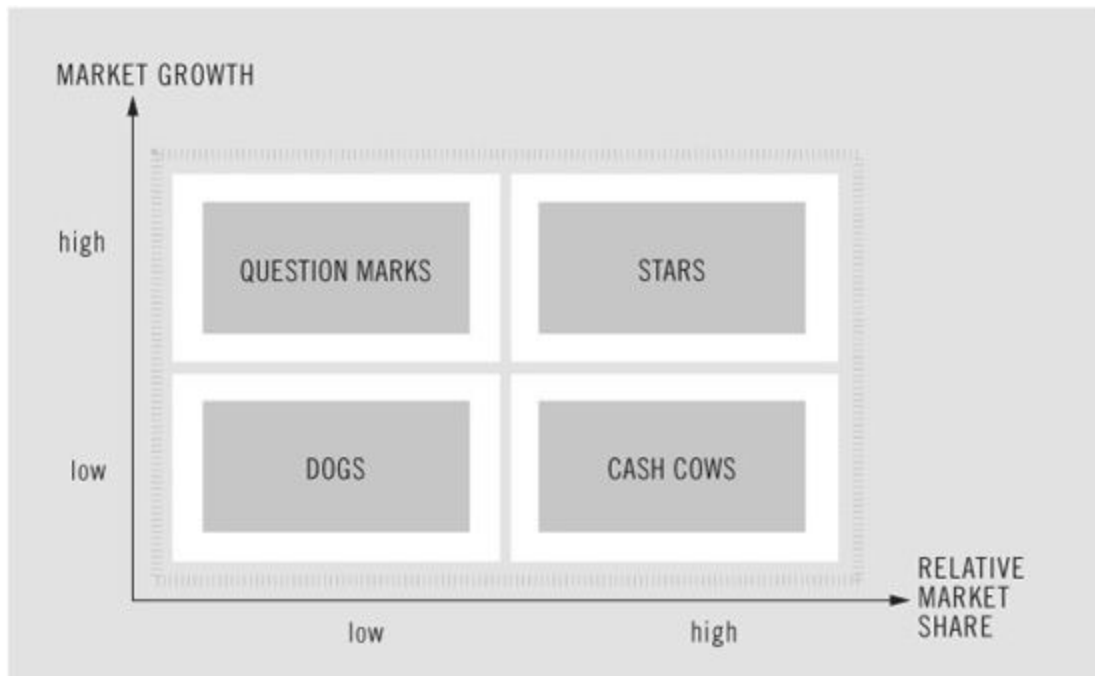 MARKET GROWTH
high
QUESTION MARKS
STARS
low
DOGS
CASH COWS
RELATIVE
MARKET
SHARE
low
high